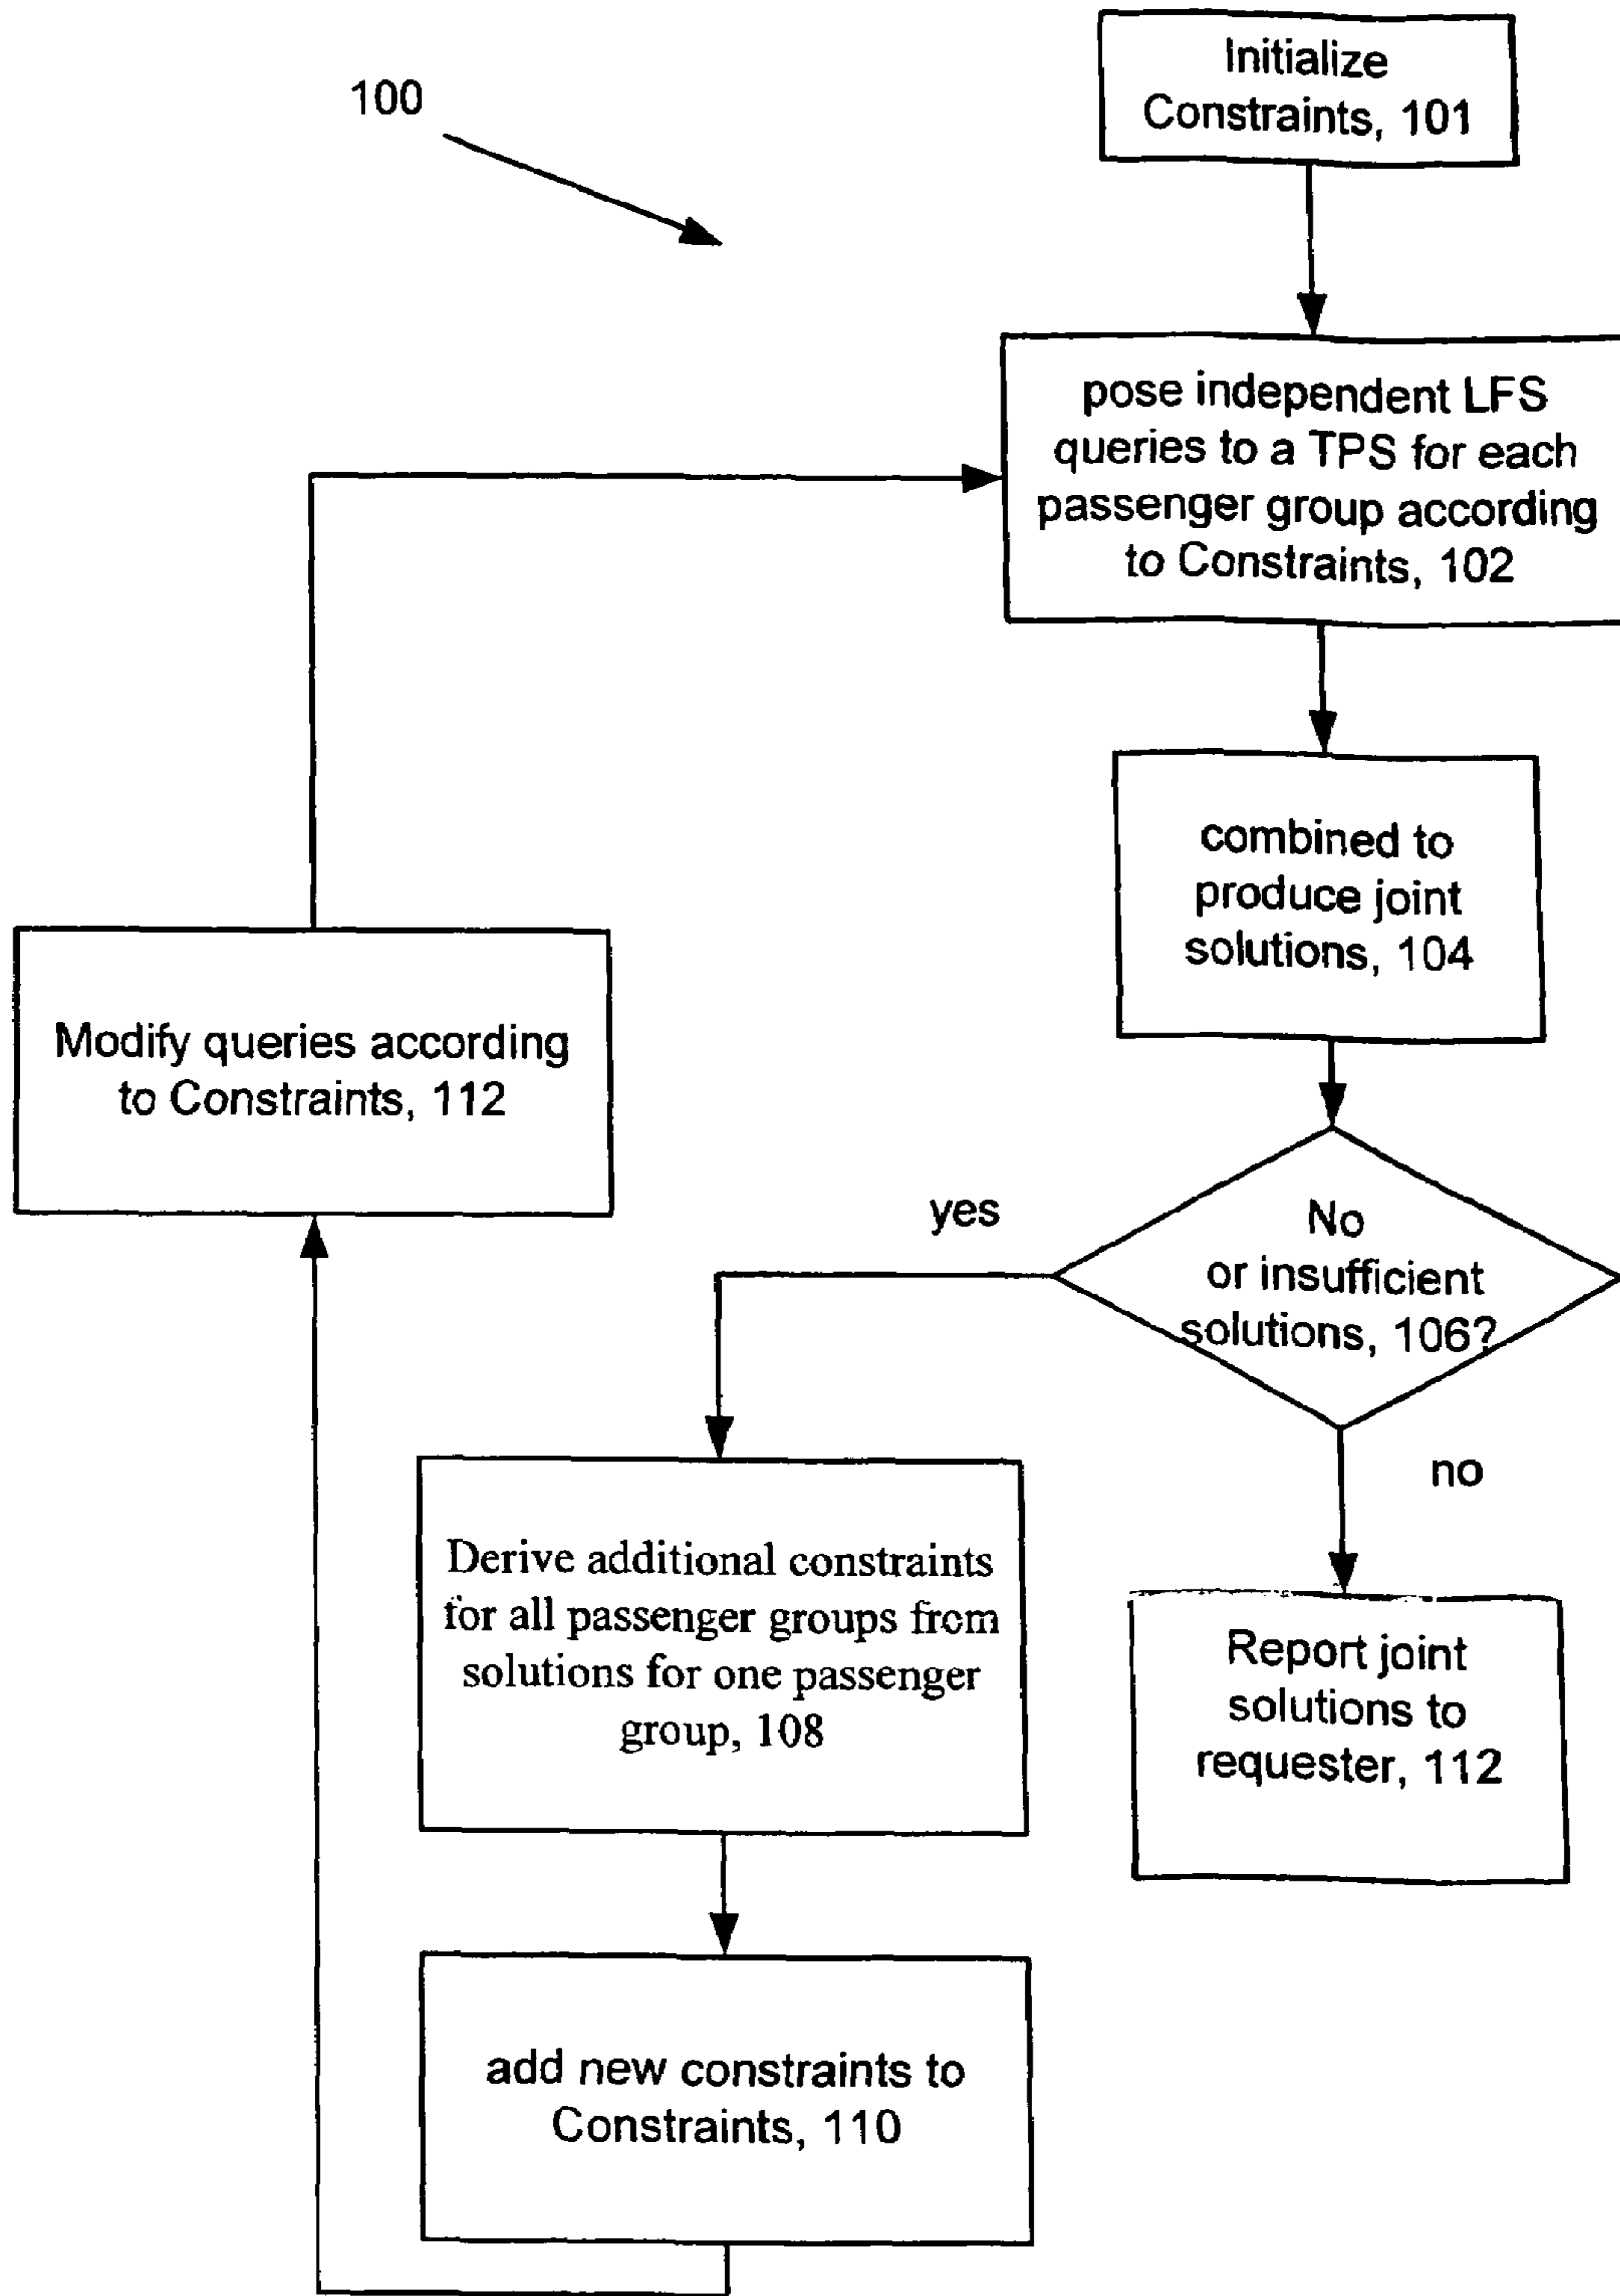 100
Initialize
Constraints, 101
pose independent LFS
queries to a TPS for each
passenger group according
to Constraints, 102
combined to
produce joint
solutions, 104
Modify queries according
to Constraints, 112
yes
No
or insufficient
solutions, 106?
no
Derive additional constraints
for all passenger groups from
solutions for one passenger
group, 108
Report joint
solutions to
requester, 112
add new constraints to
Constraints, 110